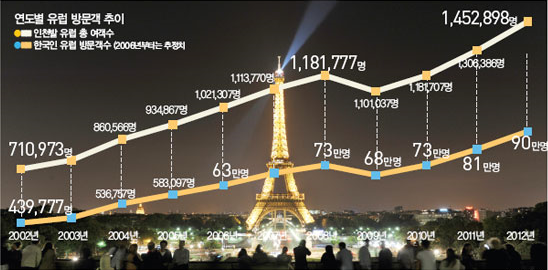 연도별 유럽 방문객 추이
인천발 유럽 총 여객수
한국인 유럽 방문객수 (2006년부터는 추정치
1,452,898명
1,306,386명
1,181,707명
1,101,037명
1,181,777명
1,113,770명
1,021,307명
934,867명
860,566명
710,973명
439,777명
536,757명
583,097명
63만명
73만명
68만명
73만명
81만명
90만명
2002년 2003년 2004년 2005년 2006년 2007년 2008년 2009년 2010년 2011년 2012년